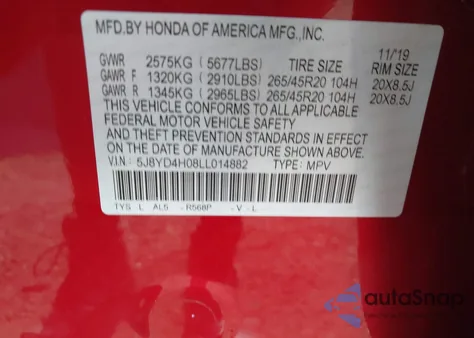 MFD.BY HONDA OF AMERICA MFG.,INC.
11/'19
GVWR 2575KG ( 5677LBS) TIRE SIZE RIM SIZE
GAWR F 1320KG ( 2910LBS) 265/45R20 104H 20X8.5J
GAWR R 1345KG ( 2965LBS) 265/45R20 104H 20X8.5J
THIS VEHICLE CONFORMS TO ALL APPLICABLE
FEDERAL MOTOR VEHICLE SAFETY
AND THEFT PREVENTION STANDARDS IN EFFECT ON
THE DATE OF MANUFACTURE SHOWN ABOVE.
VIN: 5J8YD4H08LL014882 TYPE: MPV
TYS L AL5 - R568P - V - L
autoSnap